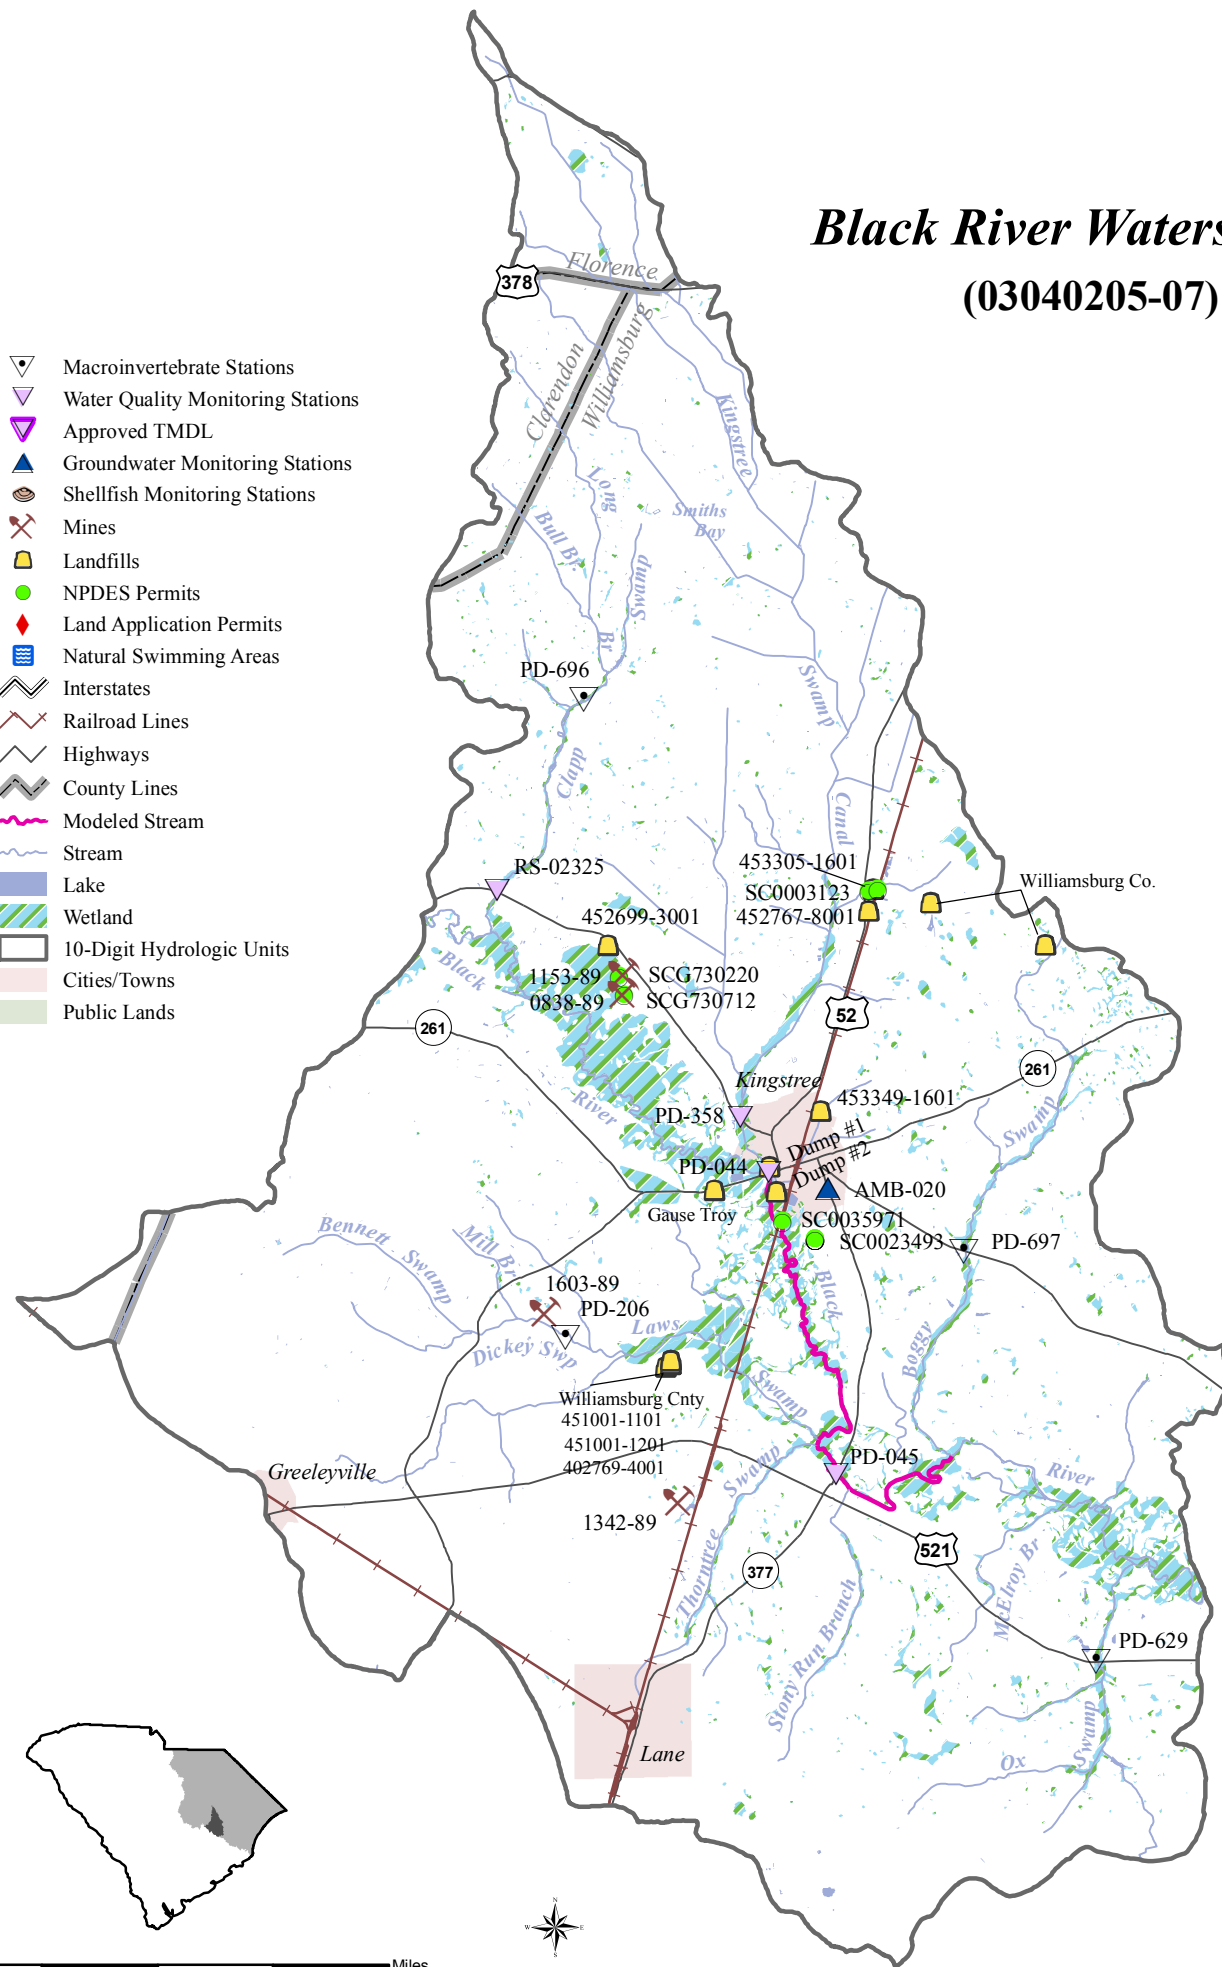 Black River Waters
(03040205-07)
378
Florence
Clarendon
Williamsburg
Kingstree
Macroinvertebrate Stations
Water Quality Monitoring Stations
Approved TMDL
Groundwater Monitoring Stations
Shellfish Monitoring Stations
Mines
Landfills
NPDES Permits
Land Application Permits
Natural Swimming Areas
Interstates
Railroad Lines
Highways
County Lines
Modeled Stream
Stream
Lake
Wetland
10-Digit Hydrologic Units
Cities/Towns
Public Lands
Long
Bull Br.
Smiths
Bay
Swamp
Br
PD-696
Swamp
Clapp
Canal
453305-1601
RS-02325
SC0003123
Williamsburg Co.
452699-3001
452767-8001
Black
1153-89
SCG730220
0838-89
SCG730712
52
261
261
Kingstree
453349-1601
River
PD-358
Swamp
Dump #1
PD-044
Dump #2
AMB-020
Gause Troy
SC0035971
SC0023493
PD-697
Bennett Swamp
Mill Br
1603-89
PD-206
Black
Laws
Dickey Swp
Boggy
Swamp
Williamsburg Cnty
451001-1101
451001-1201
402769-4001
PD-045
Greeleyville
River
Swamp
1342-89
521
377
McElroy Br
Thorntree
Stony Run Branch
PD-629
Swamp
Lane
Ox
N
W
E
S
Miles